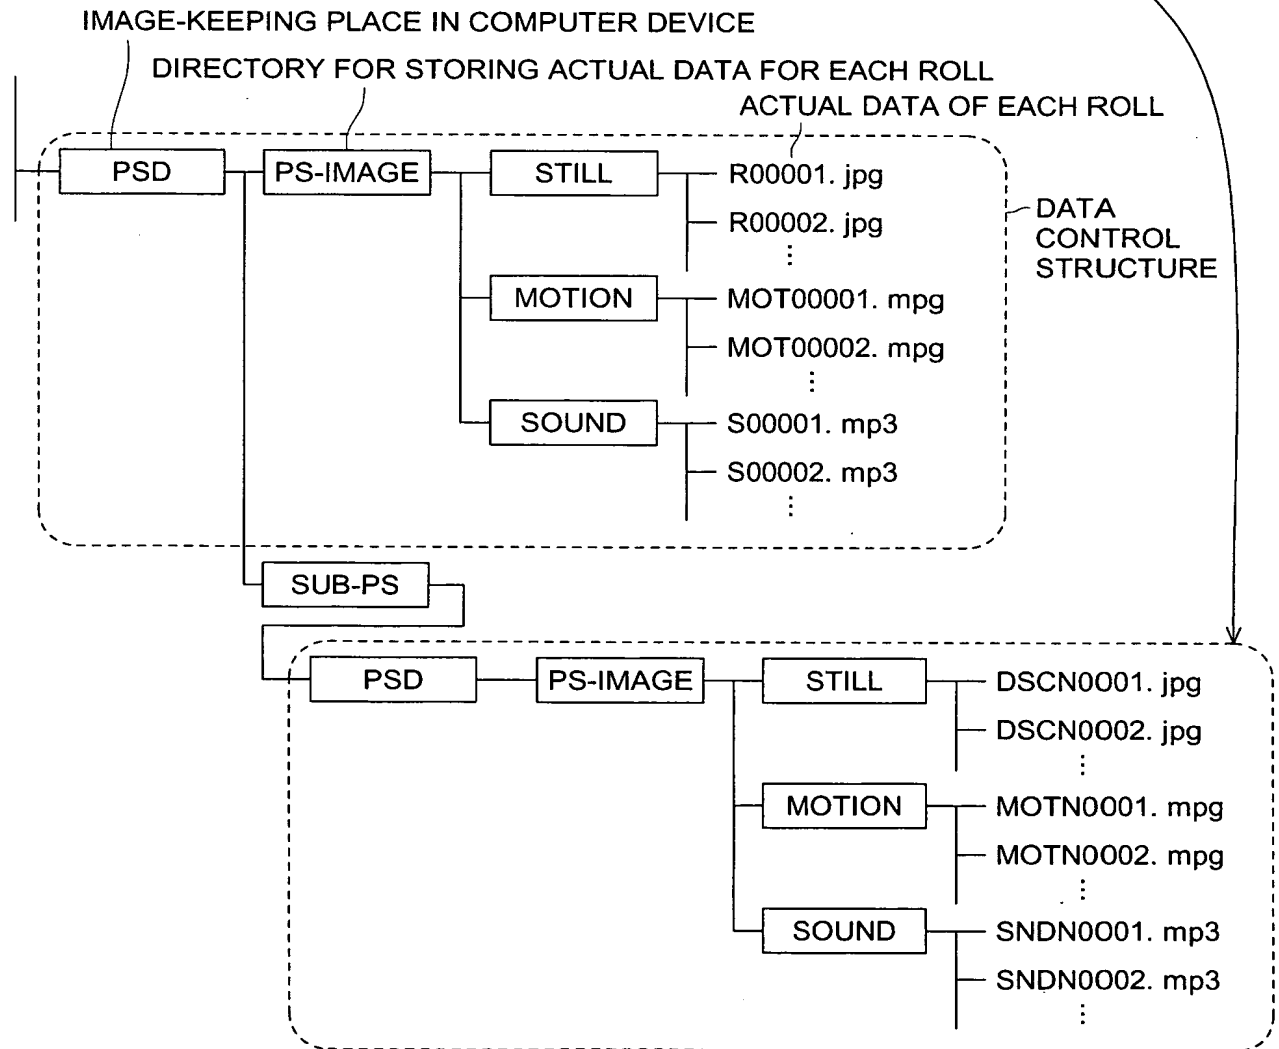 IMAGE-KEEPING PLACE IN COMPUTER DEVICE
DIRECTORY FOR STORING ACTUAL DATA FOR EACH ROLL
ACTUAL DATA OF EACH ROLL
PSD
PS-IMAGE
STILL
R00001. jpg
R00002. jpg
DATA
CONTROL
STRUCTURE
MOTION
MOT00001. mpg
MOT00002. mpg
SOUND
S00001. mp3
S00002. mp3
SUB-PS
PSD
PS-IMAGE
STILL
DSCN0001. jpg
DSCN0002. jpg
MOTION
MOTN0001. mpg
MOTN0002. mpg
SOUND
SNDN0001. mp3
SNDN0002. mp3